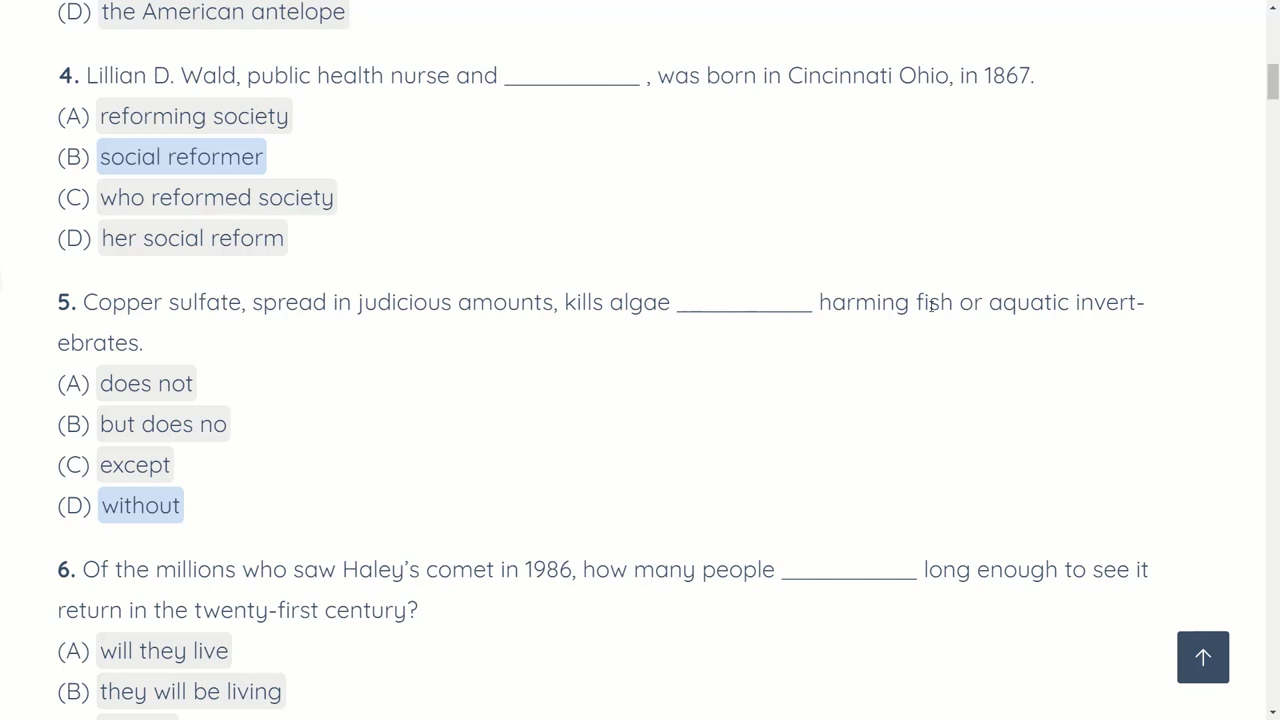 (D) the American antelope
4. Lillian D. Wald, public health nurse and ___________ , was born in Cincinnati Ohio, in 1867.
(A) reforming society
(B) social reformer
(C) who reformed society
(D) her social reform
5. Copper sulfate, spread in judicious amounts, kills algae ___________ harming fish or aquatic invert-
ebrates.
(A) does not
(B) but does no
(C) except
(D) without
6. Of the millions who saw Haley’s comet in 1986, how many people ___________ long enough to see it
return in the twenty-first century?
(A) will they live
(B) they will be living